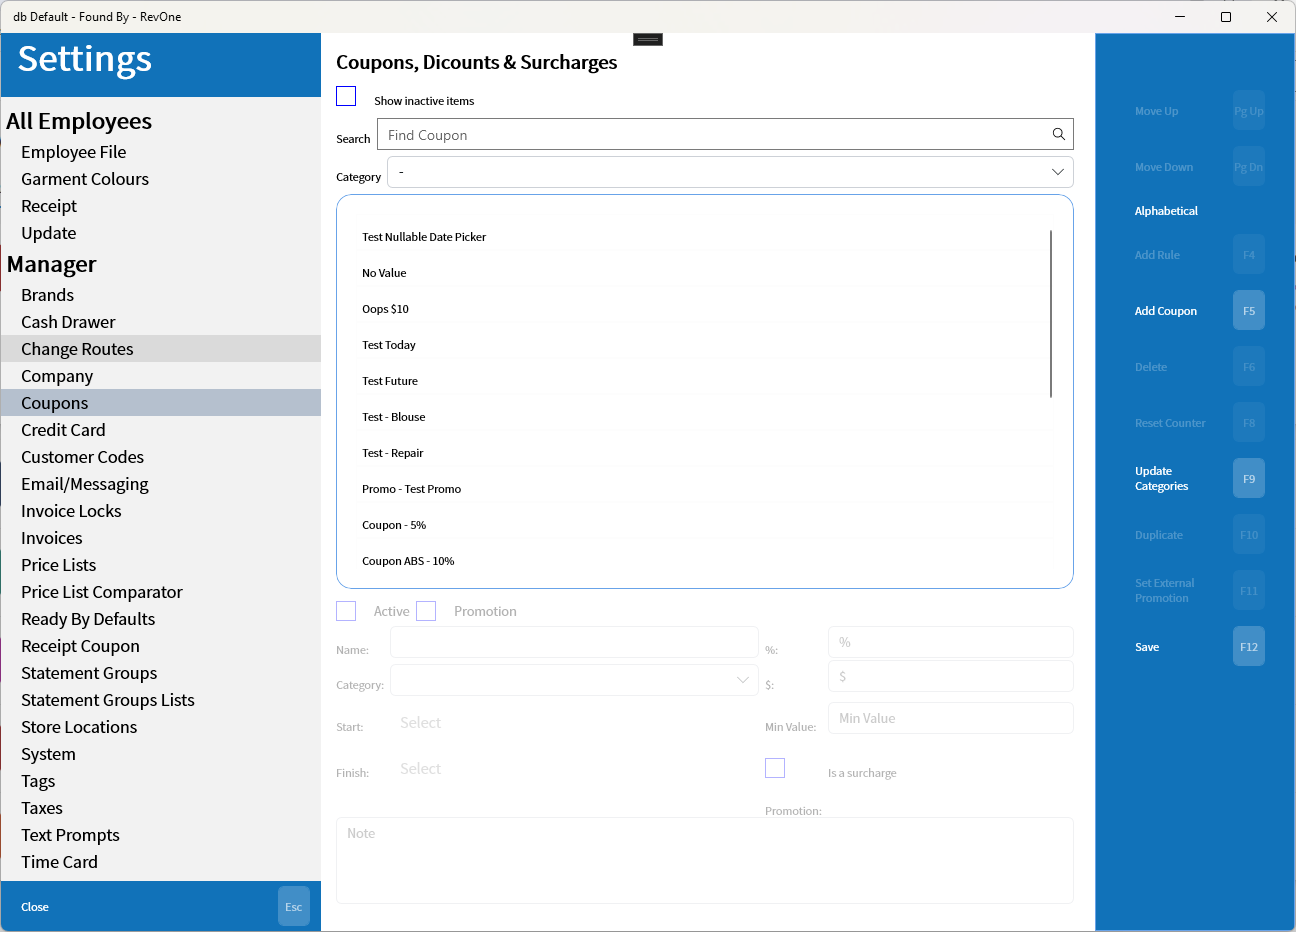 db Default - Found By - RevOne
Settings
All Employees
Employee File
Garment Colours
Receipt
Update
Manager
Brands
Cash Drawer
Change Routes
Company
Coupons
Credit Card
Customer Codes
Email/Messaging
Invoice Locks
Invoices
Price Lists
Price List Comparator
Ready By Defaults
Receipt Coupon
Statement Groups
Statement Groups Lists
Store Locations
System
Tags
Taxes
Text Prompts
Time Card
Close Esc
Coupons, Dicounts & Surcharges
Show inactive items
Search Find Coupon
Category -
Test Nullable Date Picker
No Value
Oops $10
Test Today
Test Future
Test - Blouse
Test - Repair
Promo - Test Promo
Coupon - 5%
Coupon ABS - 10%
Active Promotion
Name: %: %
Category: $: $
Start: Select Min Value: Min Value
Finish: Select Is a surcharge
Promotion:
Note
Move Up Pg Up
Move Down Pg Dn
Alphabetical
Add Rule F4
Add Coupon F5
Delete F6
Reset Counter F8
Update
Categories F9
Duplicate F10
Set External
Promotion F11
Save F12